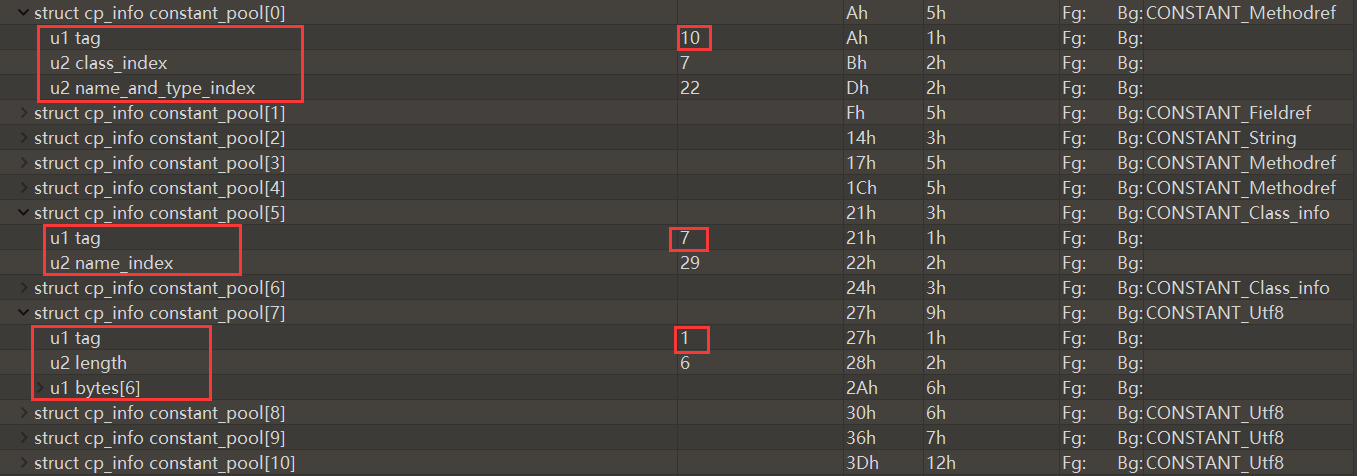 struct cp_info constant_pool[0] Ah 5h Fg: Bg: CONSTANT_Methodref
u1 tag 10 Ah 1h Fg: Bg:
u2 class_index 7 Bh 2h Fg: Bg:
u2 name_and_type_index 22 Dh 2h Fg: Bg:
struct cp_info constant_pool[1] Fh 5h Fg: Bg: CONSTANT_Fieldref
struct cp_info constant_pool[2] 14h 3h Fg: Bg: CONSTANT_String
struct cp_info constant_pool[3] 17h 5h Fg: Bg: CONSTANT_Methodref
struct cp_info constant_pool[4] 1Ch 5h Fg: Bg: CONSTANT_Methodref
struct cp_info constant_pool[5] 21h 3h Fg: Bg: CONSTANT_Class_info
u1 tag 7 21h 1h Fg: Bg:
u2 name_index 29 22h 2h Fg: Bg:
struct cp_info constant_pool[6] 24h 3h Fg: Bg: CONSTANT_Class_info
struct cp_info constant_pool[7] 27h 9h Fg: Bg: CONSTANT_Utf8
u1 tag 1 27h 1h Fg: Bg:
u2 length 6 28h 2h Fg: Bg:
u1 bytes[6] 2Ah 6h Fg: Bg:
struct cp_info constant_pool[8] 30h 6h Fg: Bg: CONSTANT_Utf8
struct cp_info constant_pool[9] 36h 7h Fg: Bg: CONSTANT_Utf8
struct cp_info constant_pool[10] 3Dh 12h Fg: Bg: CONSTANT_Utf8